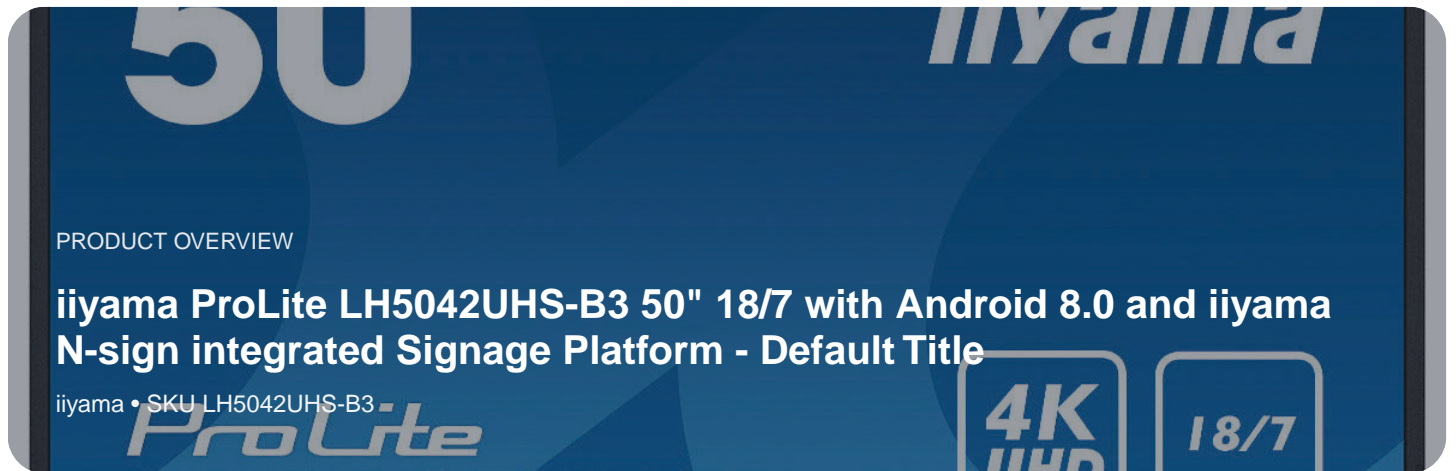 50
iiyama
PRODUCT OVERVIEW
iiyama ProLite LH5042UHS-B3 50" 18/7 with Android 8.0 and iiyama
N-sign integrated Signage Platform - Default Title
iiyama • SKU LH5042UHS-B3
ProLite
4K
UHD
18/7